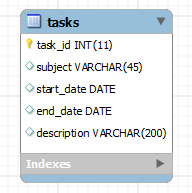 tasks
task_id INT(11)
subject VARCHAR(45)
start_date DATE
end_date DATE
description VARCHAR(200)
Indexes